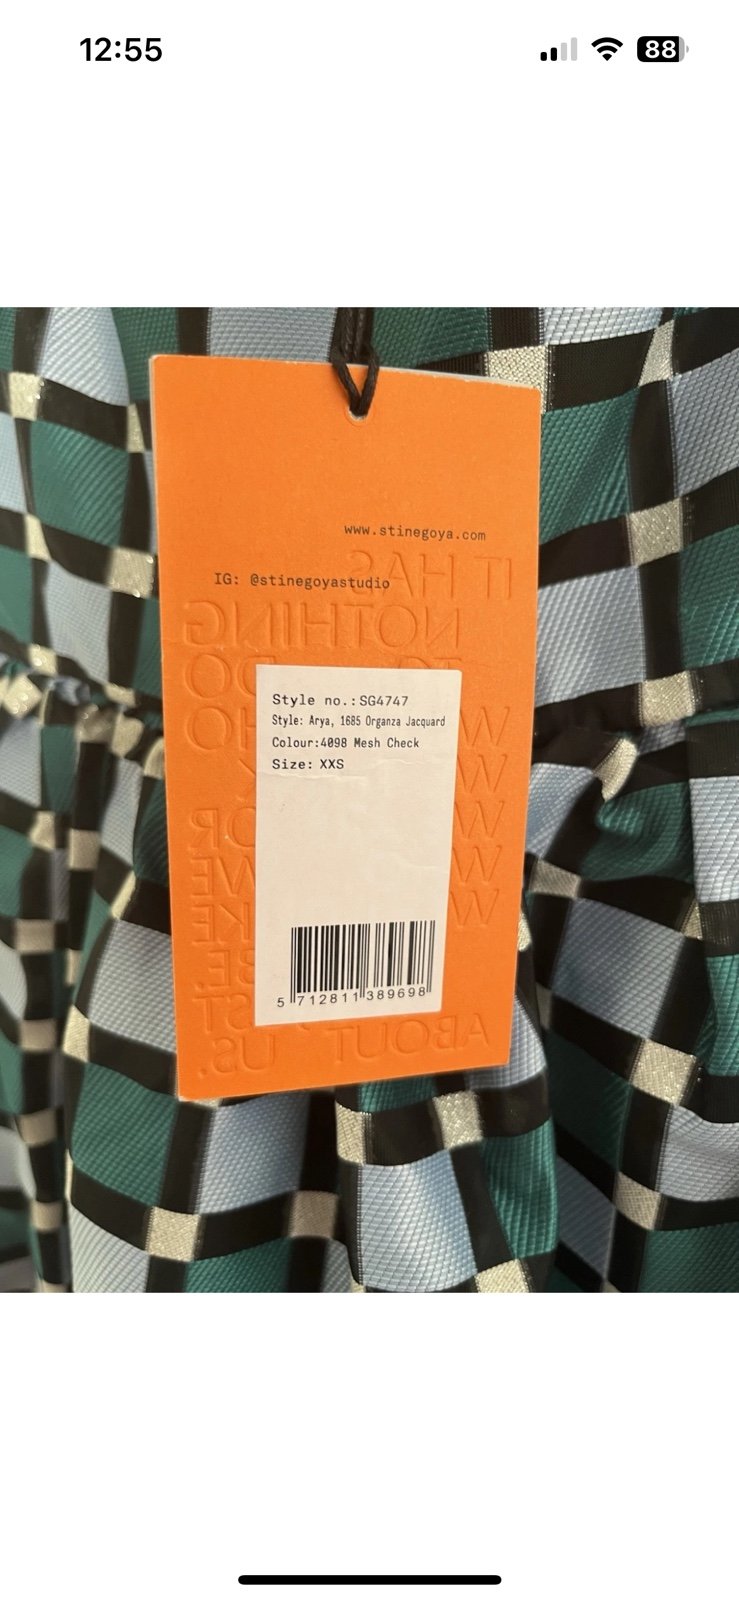 12:55
88
www.stinegoya.com
IT HAS
IG: @stinegoyastudio
NOTHING
Style no.:SG4747
Style: Arya, 1685 Organza Jacquard
Colour:4098 Mesh Check
Size: XXS
5 712811 389698
ABOUT US.